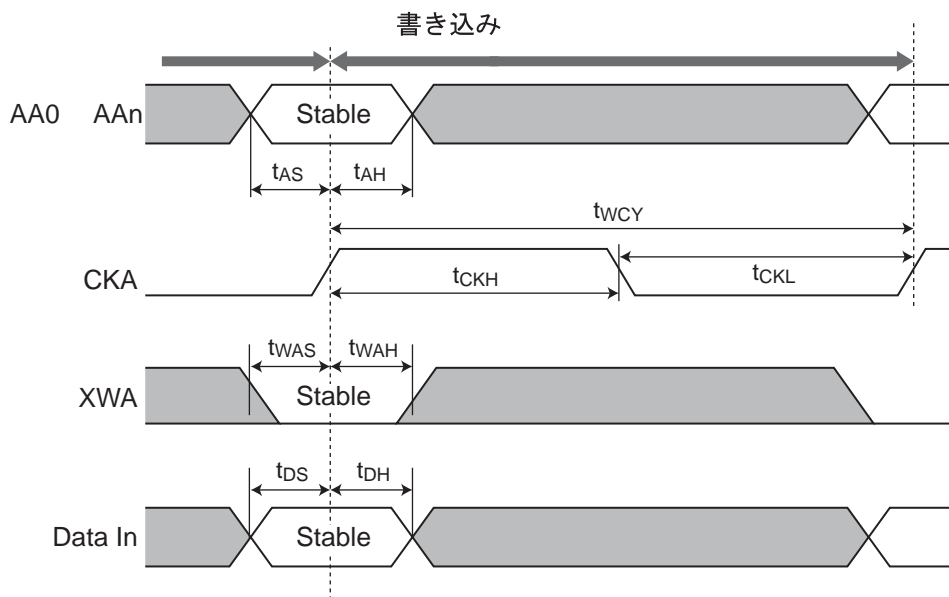 書き込み
AA0 AAn
Stable
tAS
tAH
tWCY
CKA
tCKH
tCKL
tWAS
tWAH
XWA
Stable
tDS
tDH
Data In
Stable